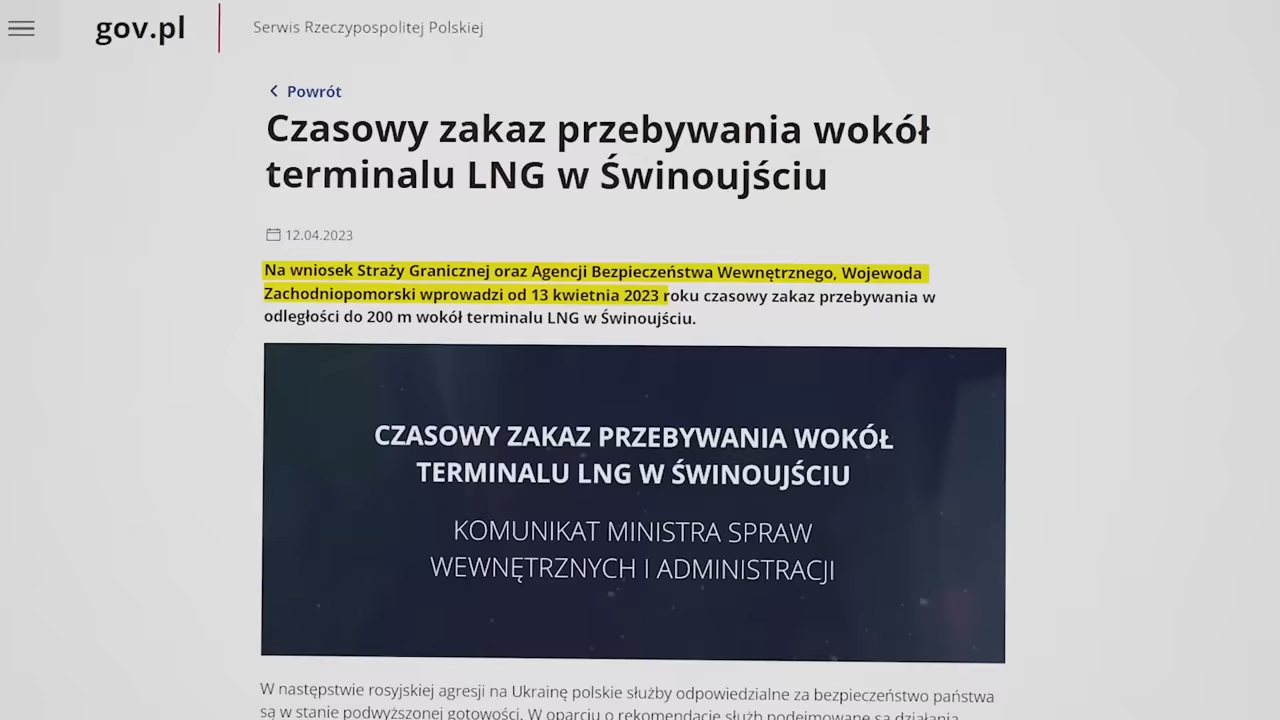 gov.pl
Serwis Rzeczypospolitej Polskiej
Powrót
Czasowy zakaz przebywania wokół
terminalu LNG w Świnoujściu
12.04.2023
Na wniosek Straży Granicznej oraz Agencji Bezpieczeństwa Wewnętrznego, Wojewoda
Zachodniopomorski wprowadzi od 13 kwietnia 2023 roku czasowy zakaz przebywania w
odległości do 200 m wokół terminalu LNG w Świnoujściu.
CZASOWY ZAKAZ PRZEBYWANIA WOKÓŁ
TERMINALU LNG W ŚWINOUJŚCIU
KOMUNIKAT MINISTRA SPRAW
WEWNĘTRZNYCH I ADMINISTRACJI
W następstwie rosyjskiej agresji na Ukrainę polskie służby odpowiedzialne za bezpieczeństwo państwa
są w stanie podwyższonej gotowości. W oparciu o rekomendacje służb podejmowane są działania